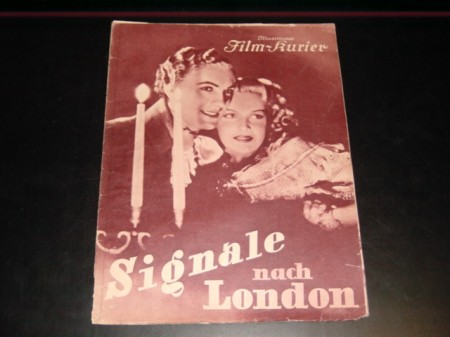 Illustrierter
Film-Kurier
Signale
nach
London